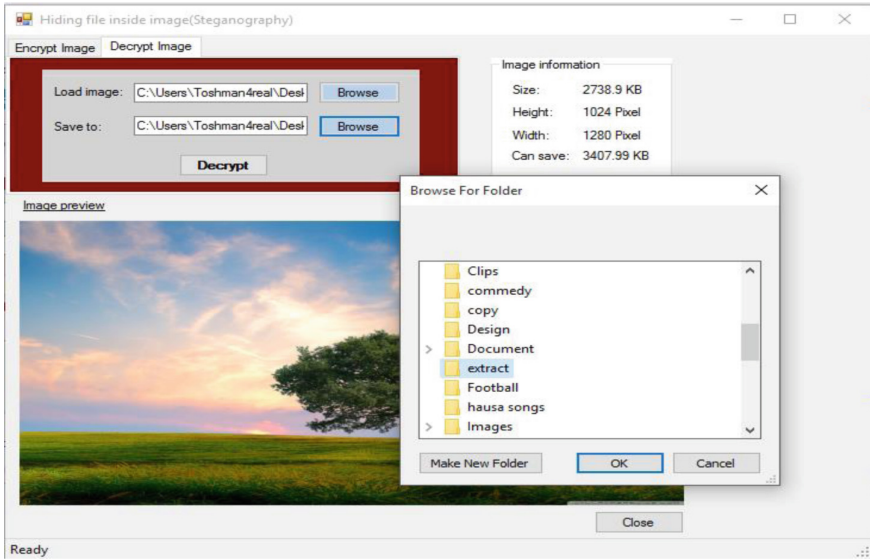 Hiding file inside image(Steganography)
Encrypt Image Decrypt Image
Load image: C:\Users\Toshman4real\Desk Browse
Save to: C:\Users\Toshman4real\Desk Browse
Decrypt
Image information
Size: 2738.9 KB
Height: 1024 Pixel
Width: 1280 Pixel
Can save: 3407.99 KB
Image preview
Browse For Folder
Clips
commedy
copy
Design
Document
extract
Football
hausa songs
Images
Make New Folder OK Cancel
Close
Ready